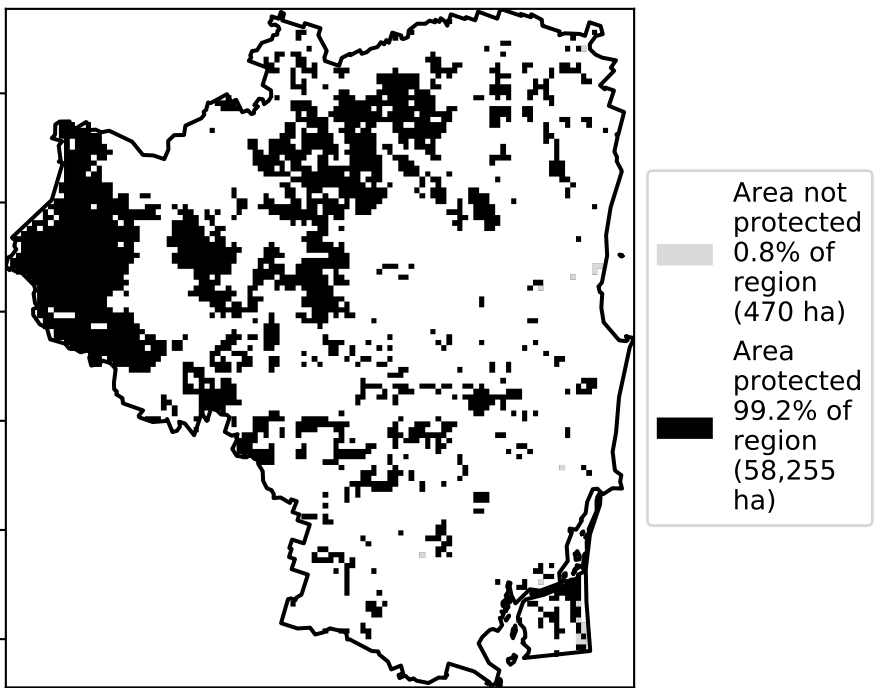 Area not
protected
0.8% of
region
(470 ha)
Area
protected
99.2% of
region
(58,255
ha)